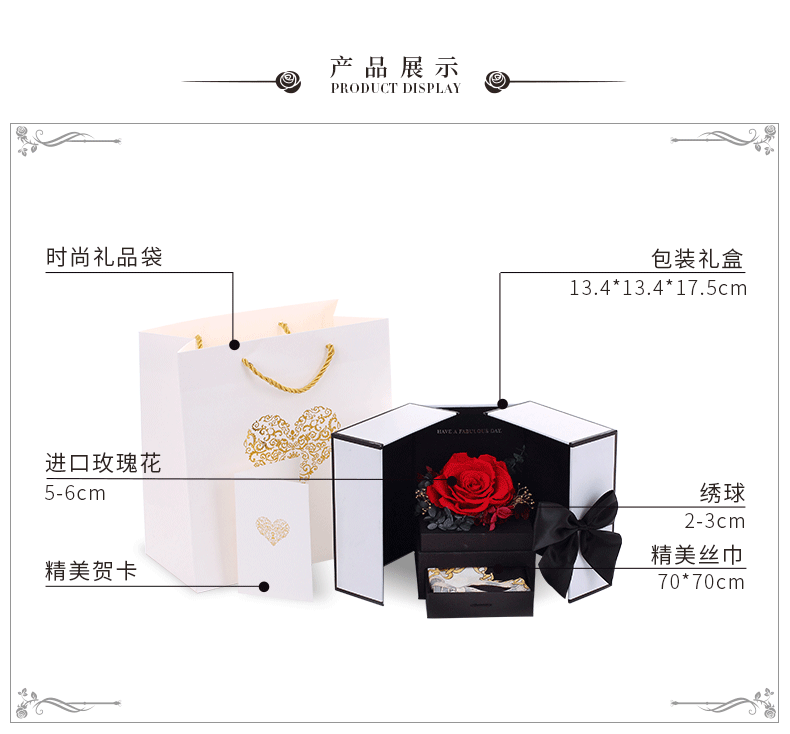 产品展示
PRODUCT DISPLAY
时尚礼品袋
包装礼盒
13.4*13.4*17.5cm
HAVE A FABULOUS DAY.
进口玫瑰花
5-6cm
绣球
2-3cm
精美贺卡
精美丝巾
70*70cm